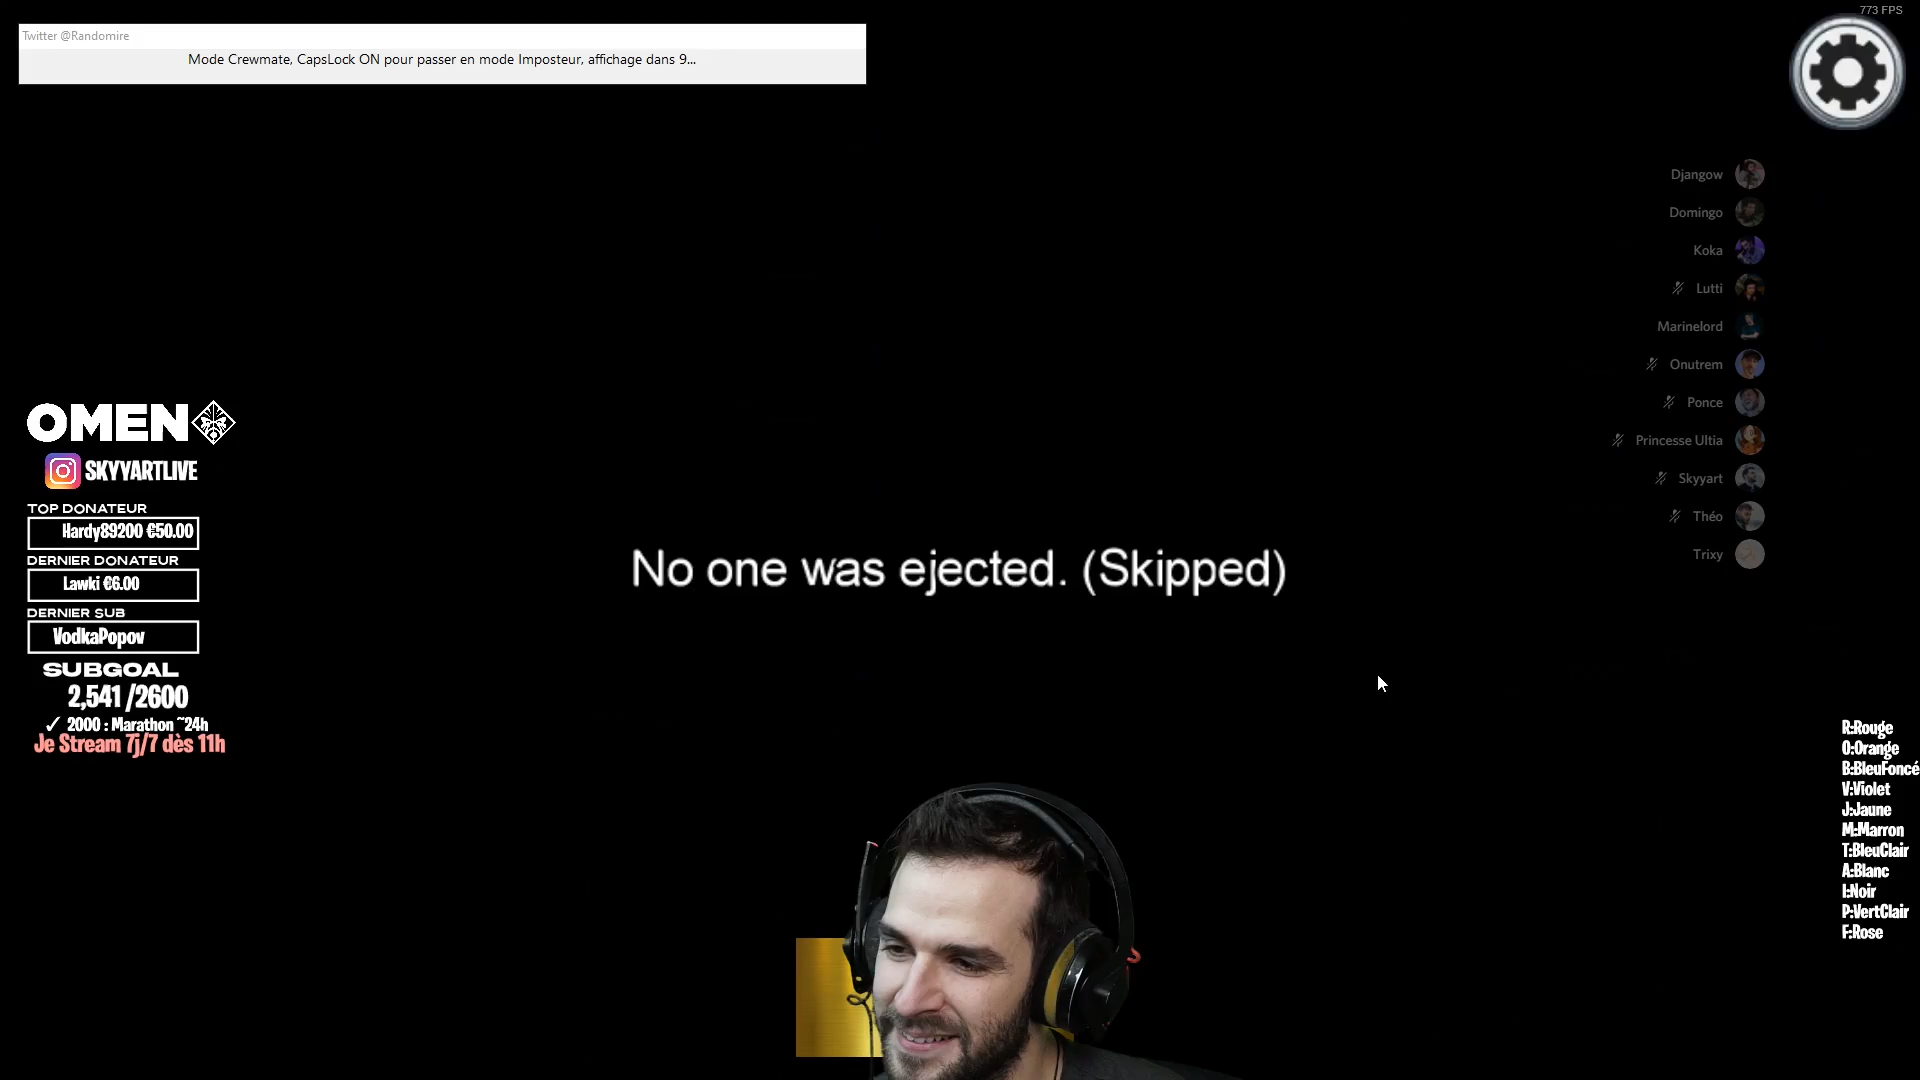 773 FPS
Twitter @Randomire
Mode Crewmate, CapsLock ON pour passer en mode Imposteur, affichage dans 9...
Djangow
Domingo
Koka
Lutti
Marinelord
Onutrem
Ponce
Princesse Ultia
Skyyart
Théo
Trixy
OMEN
SKYYARTLIVE
TOP DONATEUR
Hardy89200 €50.00
DERNIER DONATEUR
Lawki €6.00
DERNIER SUB
VodkaPopov
SUBGOAL
2,541 /2600
✓ 2000 : Marathon ~24h
Je Stream 7j/7 dès 11h
No one was ejected. (Skipped)
R:Rouge
O:Orange
B:BleuFoncé
V:Violet
J:Jaune
M:Marron
T:BleuClair
A:Blanc
I:Noir
P:VertClair
F:Rose